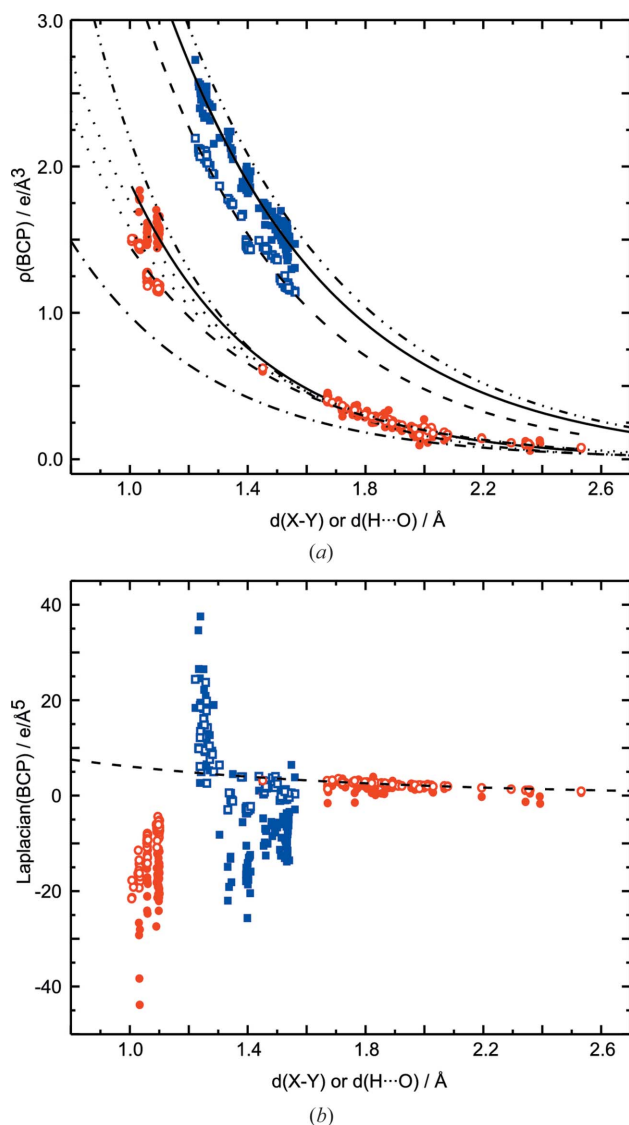 3.0
2.0
1.0
0.0
ρ(BCP) / e/Å³
1.0 1.4 1.8 2.2 2.6
d(X-Y) or d(H···O) / Å
(a)
40
20
0
-20
-40
Laplacian(BCP) / e/Å⁵
1.0 1.4 1.8 2.2 2.6
d(X-Y) or d(H···O) / Å
(b)